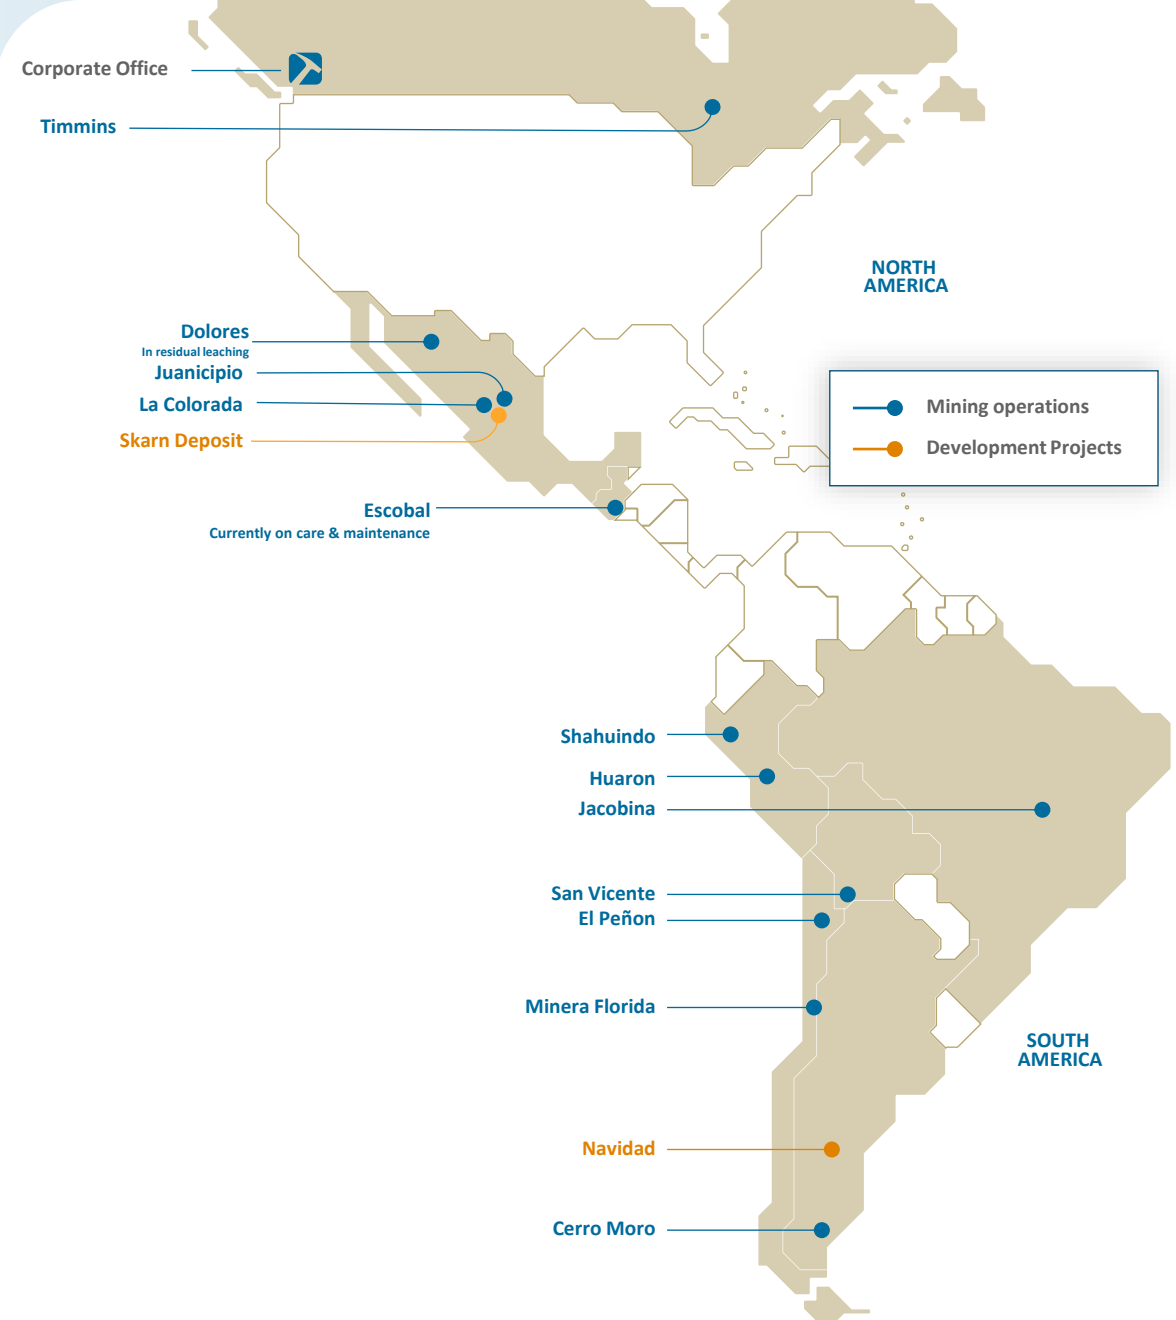 Corporate Office
Timmins
NORTH
AMERICA
Dolores
In residual leaching
Juanicipio
La Colorada
Skarn Deposit
Mining operations
Development Projects
Escobal
Currently on care & maintenance
Shahuindo
Huaron
Jacobina
San Vicente
El Peñon
Minera Florida
SOUTH
AMERICA
Navidad
Cerro Moro